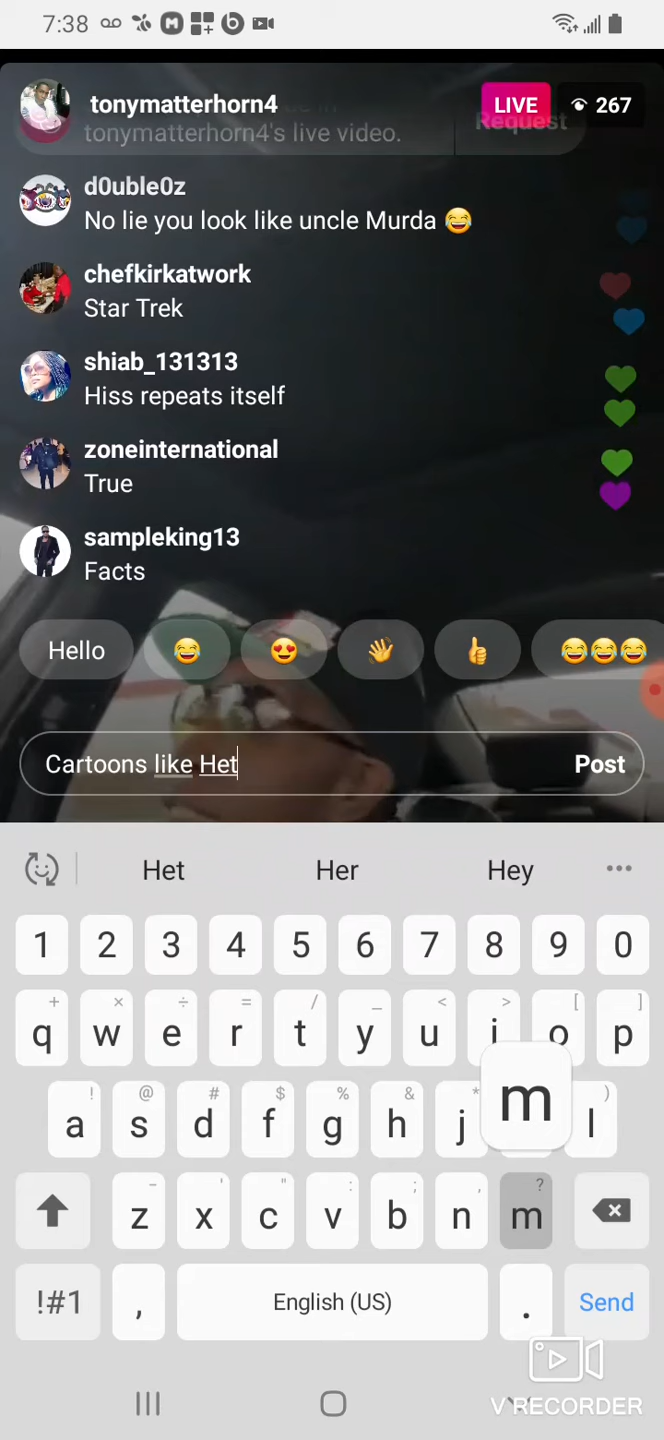 7:38
tonymatterhorn4
LIVE
267
tonymatterhorn4's live video.
Request
d0uble0z
No lie you look like uncle Murda 😂
chefkirkatwork
Star Trek
shiab_131313
Hiss repeats itself
zoneinternational
True
sampleking13
Facts
Hello 😂 😍 👋 👍 😂😂😂
Cartoons like Het
Post
Het Her Hey •••
1 2 3 4 5 6 7 8 9 0
+ × ÷ = / _ < > [ ]
q w e r t y u i o p
! @ # $ % & * )
a s d f g h j m l
- ' " : ; , ?
z x c v b n m
!#1 , English (US) . Send
V RECORDER